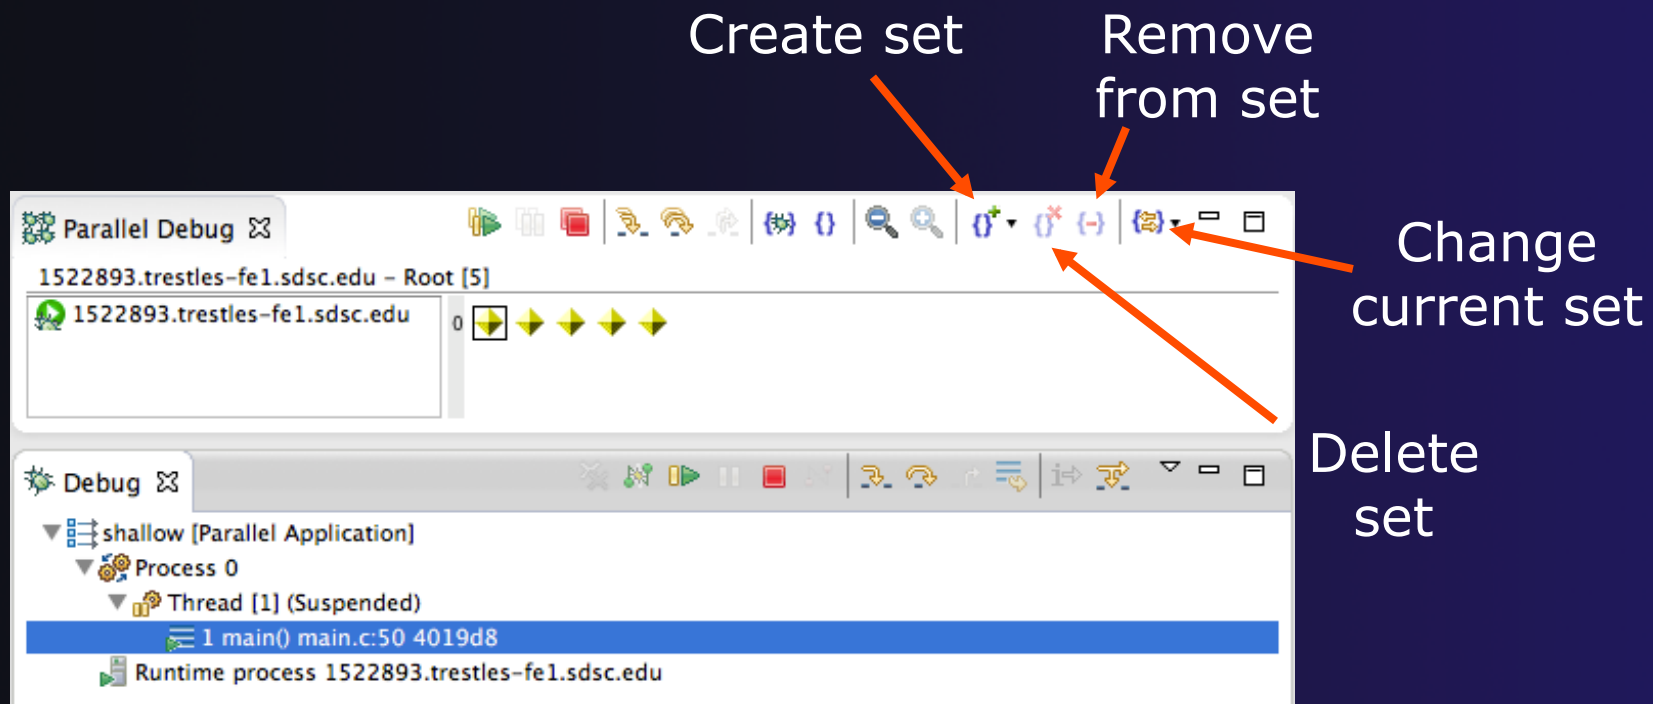 Create set
Remove
from set
Parallel Debug
1522893.trestles-fe1.sdsc.edu - Root [5]
1522893.trestles-fe1.sdsc.edu
0
Change
current set
Delete
set
Debug
shallow [Parallel Application]
Process 0
Thread [1] (Suspended)
1 main() main.c:50 4019d8
Runtime process 1522893.trestles-fe1.sdsc.edu